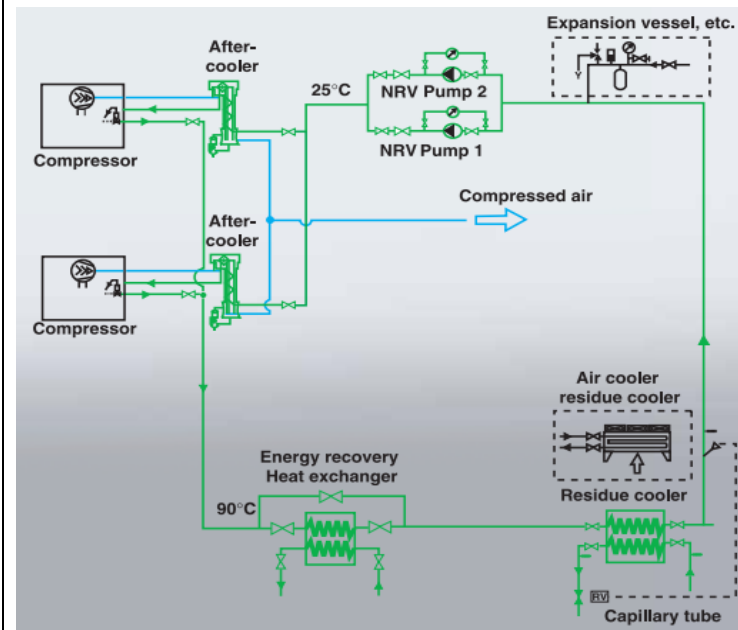 Expansion vessel, etc.
After-
cooler
25°C
NRV Pump 2
NRV Pump 1
Compressor
Compressed air
After-
cooler
Compressor
Air cooler
residue cooler
Energy recovery
Heat exchanger
90°C
Residue cooler
RV
Capillary tube